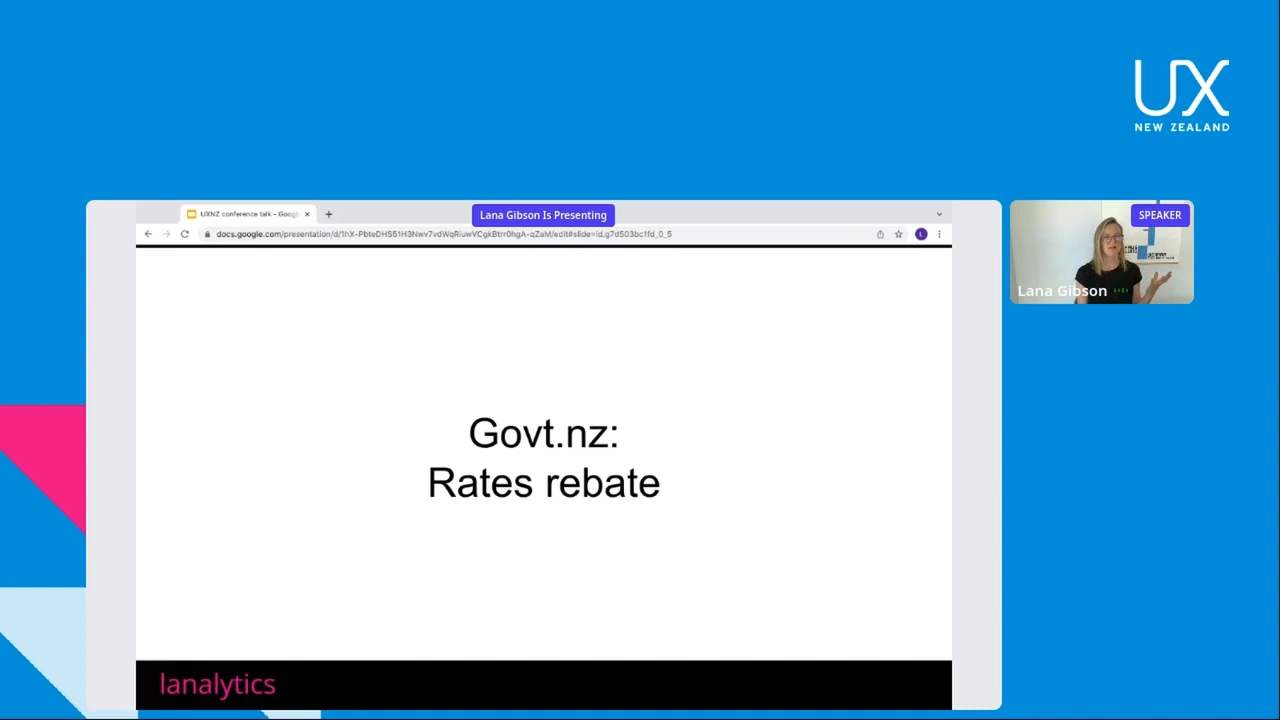 UX
NEW ZEALAND
UXNZ conference talk - Googl
Lana Gibson Is Presenting
SPEAKER
Lana Gibson
Govt.nz:
Rates rebate
lanalytics